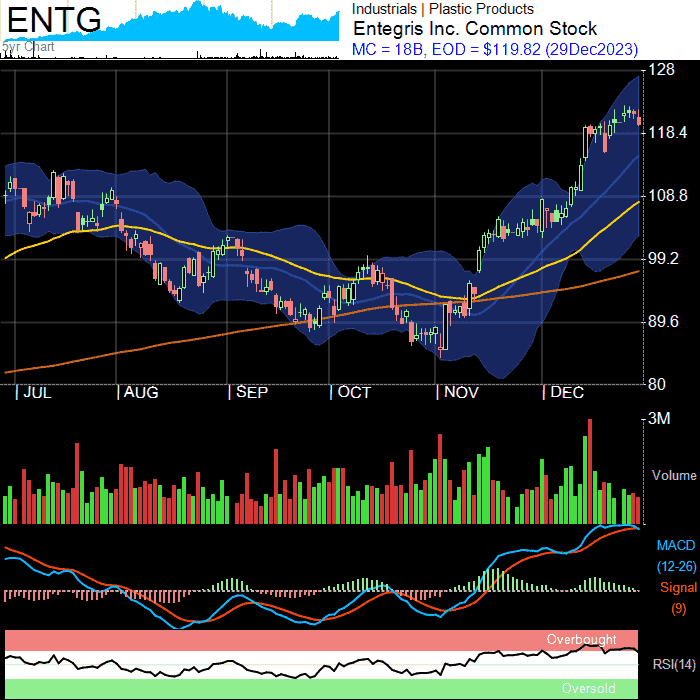 ENTG
5yr Chart
Industrials | Plastic Products
Entegris Inc. Common Stock
MC = 18B, EOD = $119.82 (29Dec2023)
128
118.4
108.8
99.2
89.6
80
JUL AUG SEP OCT NOV DEC
3M
Volume
MACD
(12-26)
Signal
(9)
Overbought
RSI(14)
Oversold